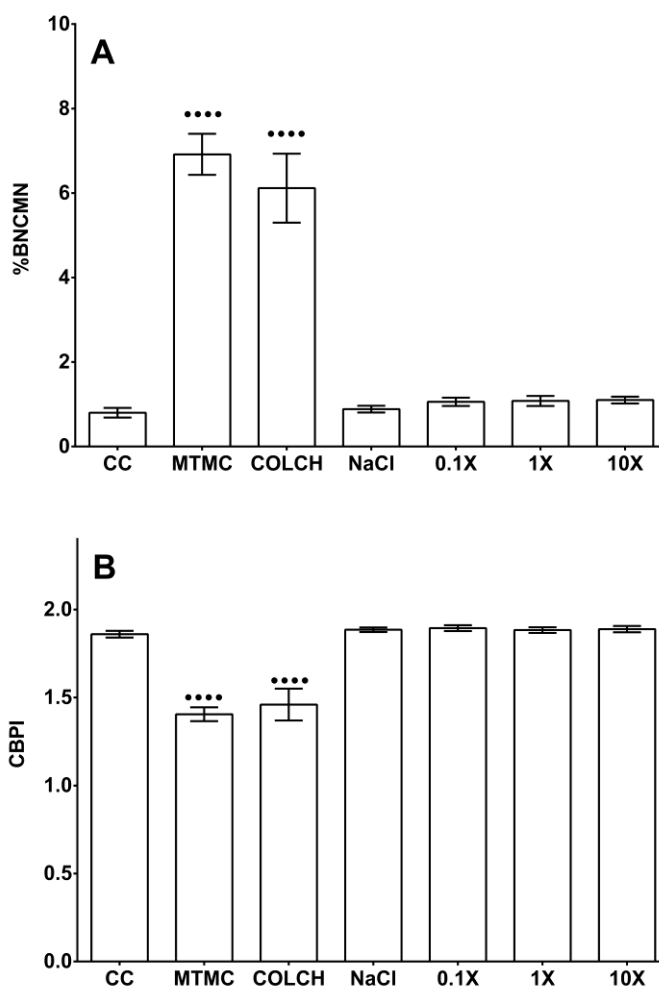 A
%BNCMN
10
8
6
4
2
0
•••• ••••
CC MTMC COLCH NaCl 0.1X 1X 10X
B
CBPI
2.0
1.5
1.0
0.5
0.0
•••• ••••
CC MTMC COLCH NaCl 0.1X 1X 10X